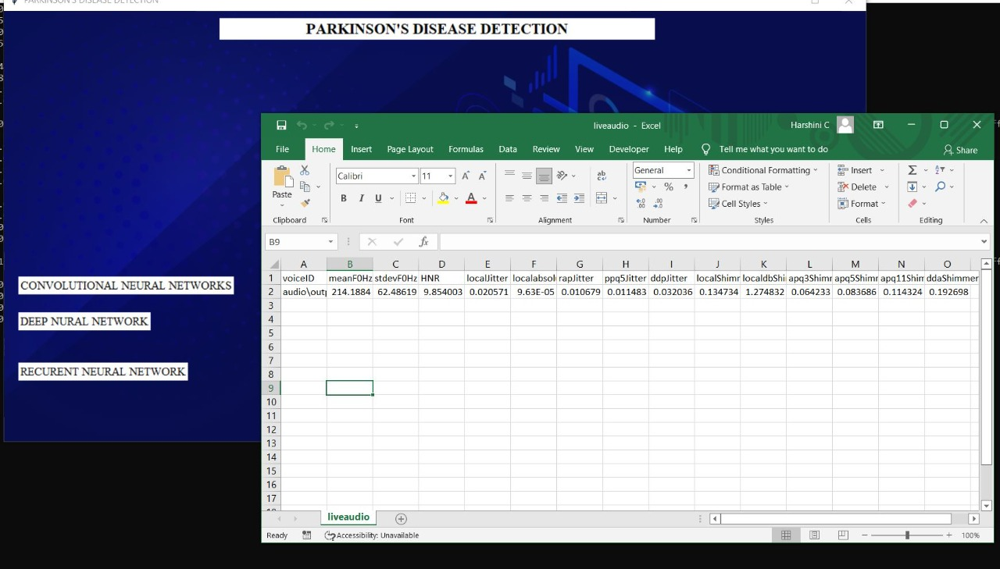 PARKINSON'S DISEASE DETECTION
PARKINSON'S DISEASE DETECTION
CONVOLUTIONAL NEURAL NETWORKS
DEEP NURAL NETWORK
RECURENT NEURAL NETWORK
liveaudio - Excel
Harshini C
File Home Insert Page Layout Formulas Data Review View Developer Help Tell me what you want to do Share
Calibri 11 General Conditional Formatting Insert
Paste Format as Table Delete
B I U Cell Styles Format
Clipboard Font Alignment Number Styles Cells Editing
B9 fx
A B C D E F G H I J K L M N O
1 voiceID meanF0Hz stdevF0Hz HNR localJitter localabsol rapJitter ppq5Jitter ddpJitter localShimr localdbShi apq3Shimr apq5Shimr apq11Shim ddaShimmer
2 audio\outp 214.1884 62.48619 9.854003 0.020571 9.63E-05 0.010679 0.011483 0.032036 0.134734 1.274832 0.064233 0.083686 0.114324 0.192698
3
4
5
6
7
8
9
10
11
12
13
14
15
16
17
liveaudio
Ready Accessibility: Unavailable 100%